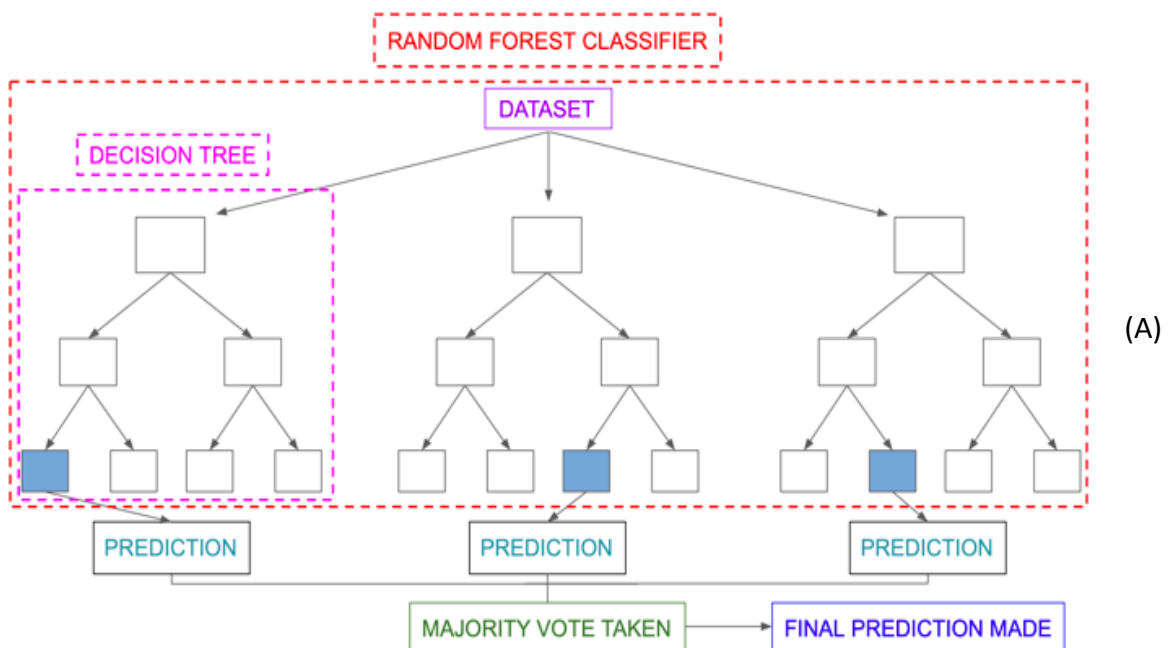 RANDOM FOREST CLASSIFIER
DATASET
DECISION TREE
(A)
PREDICTION
PREDICTION
PREDICTION
MAJORITY VOTE TAKEN
FINAL PREDICTION MADE